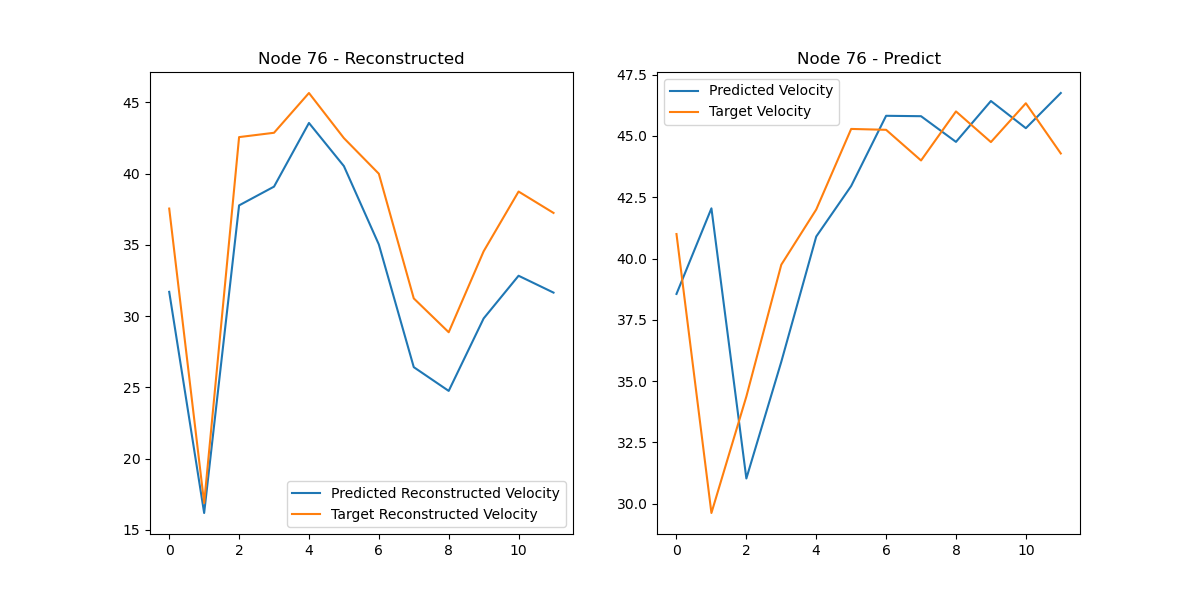 Node 76 - Reconstructed
45
40
35
30
25
20
15
0 2 4 6 8 10
Predicted Reconstructed Velocity
Target Reconstructed Velocity
Node 76 - Predict
47.5
45.0
42.5
40.0
37.5
35.0
32.5
30.0
0 2 4 6 8 10
Predicted Velocity
Target Velocity